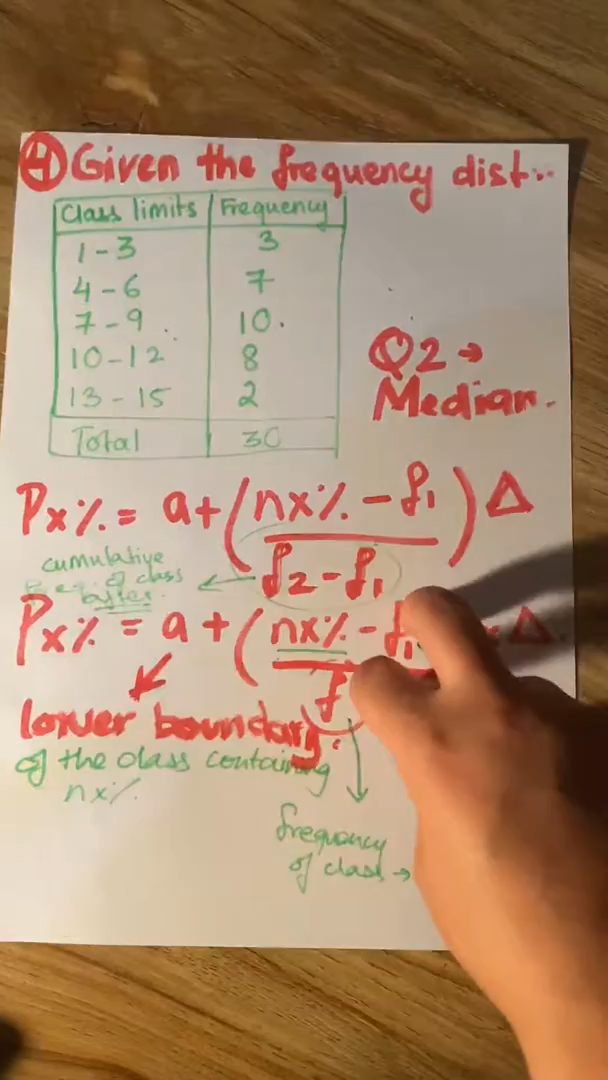 4 Given the frequency dist..
Class limits Frequency
1-3 3
4-6 7
7-9 10
10-12 8
13-15 2
Total 30
Q2→
Median.
Px% = a+(nx% - f1)Δ
f2 - f1
cumulative
of class
Px% = a + (nx% - f1 Δ
f
lower boundary.
of the class containing
nx%
frequency
of class →